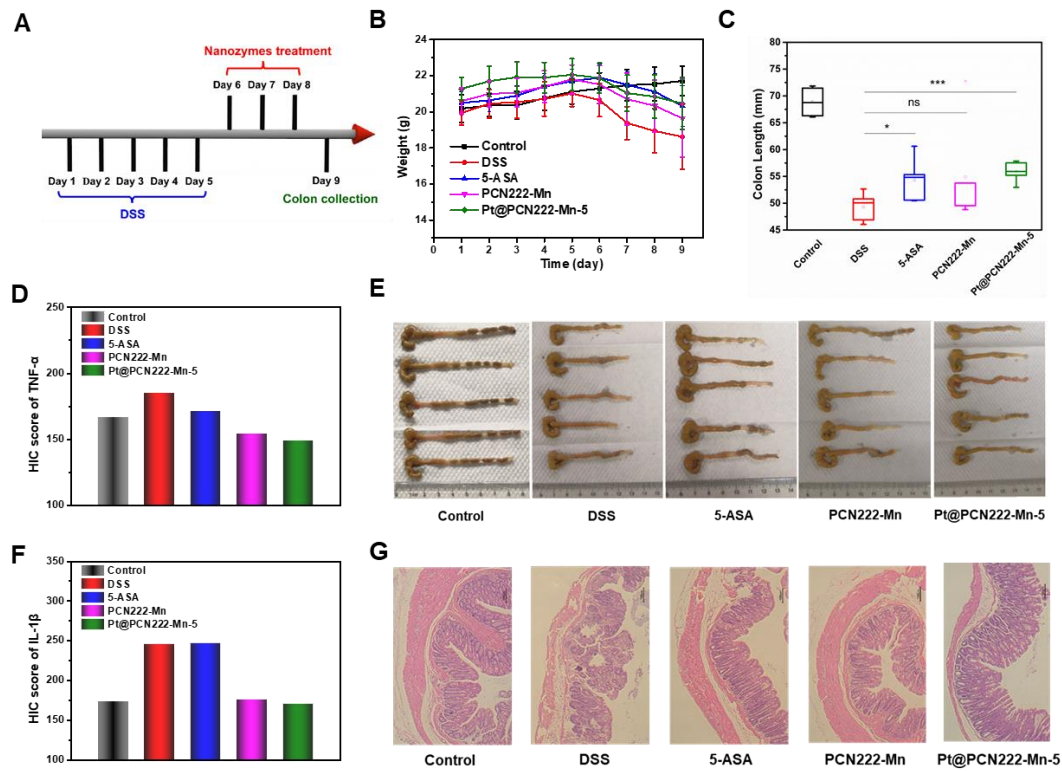 A
Nanozymes treatment
Day 6
Day 7
Day 8
Day 1
Day 2
Day 3
Day 4
Day 5
Day 9
DSS
Colon collection
B
Weight (g)
24
22
20
18
16
14
13
Control
DSS
5-ASA
PCN222-Mn
Pt@PCN222-Mn-5
0 1 2 3 4 5 6 7 8 9
Time (day)
C
Colon Length (mm)
80
75
70
65
60
55
50
45
***
ns
*
Control
DSS
5-ASA
PCN222-Mn
Pt@PCN222-Mn-5
D
HIC score of TNF-α
250
200
150
100
Control
DSS
5-ASA
PCN222-Mn
Pt@PCN222-Mn-5
E
Control
DSS
5-ASA
PCN222-Mn
Pt@PCN222-Mn-5
F
HIC score of IL-1β
350
300
250
200
150
100
Control
DSS
5-ASA
PCN222-Mn
Pt@PCN222-Mn-5
G
Control
DSS
5-ASA
PCN222-Mn
Pt@PCN222-Mn-5